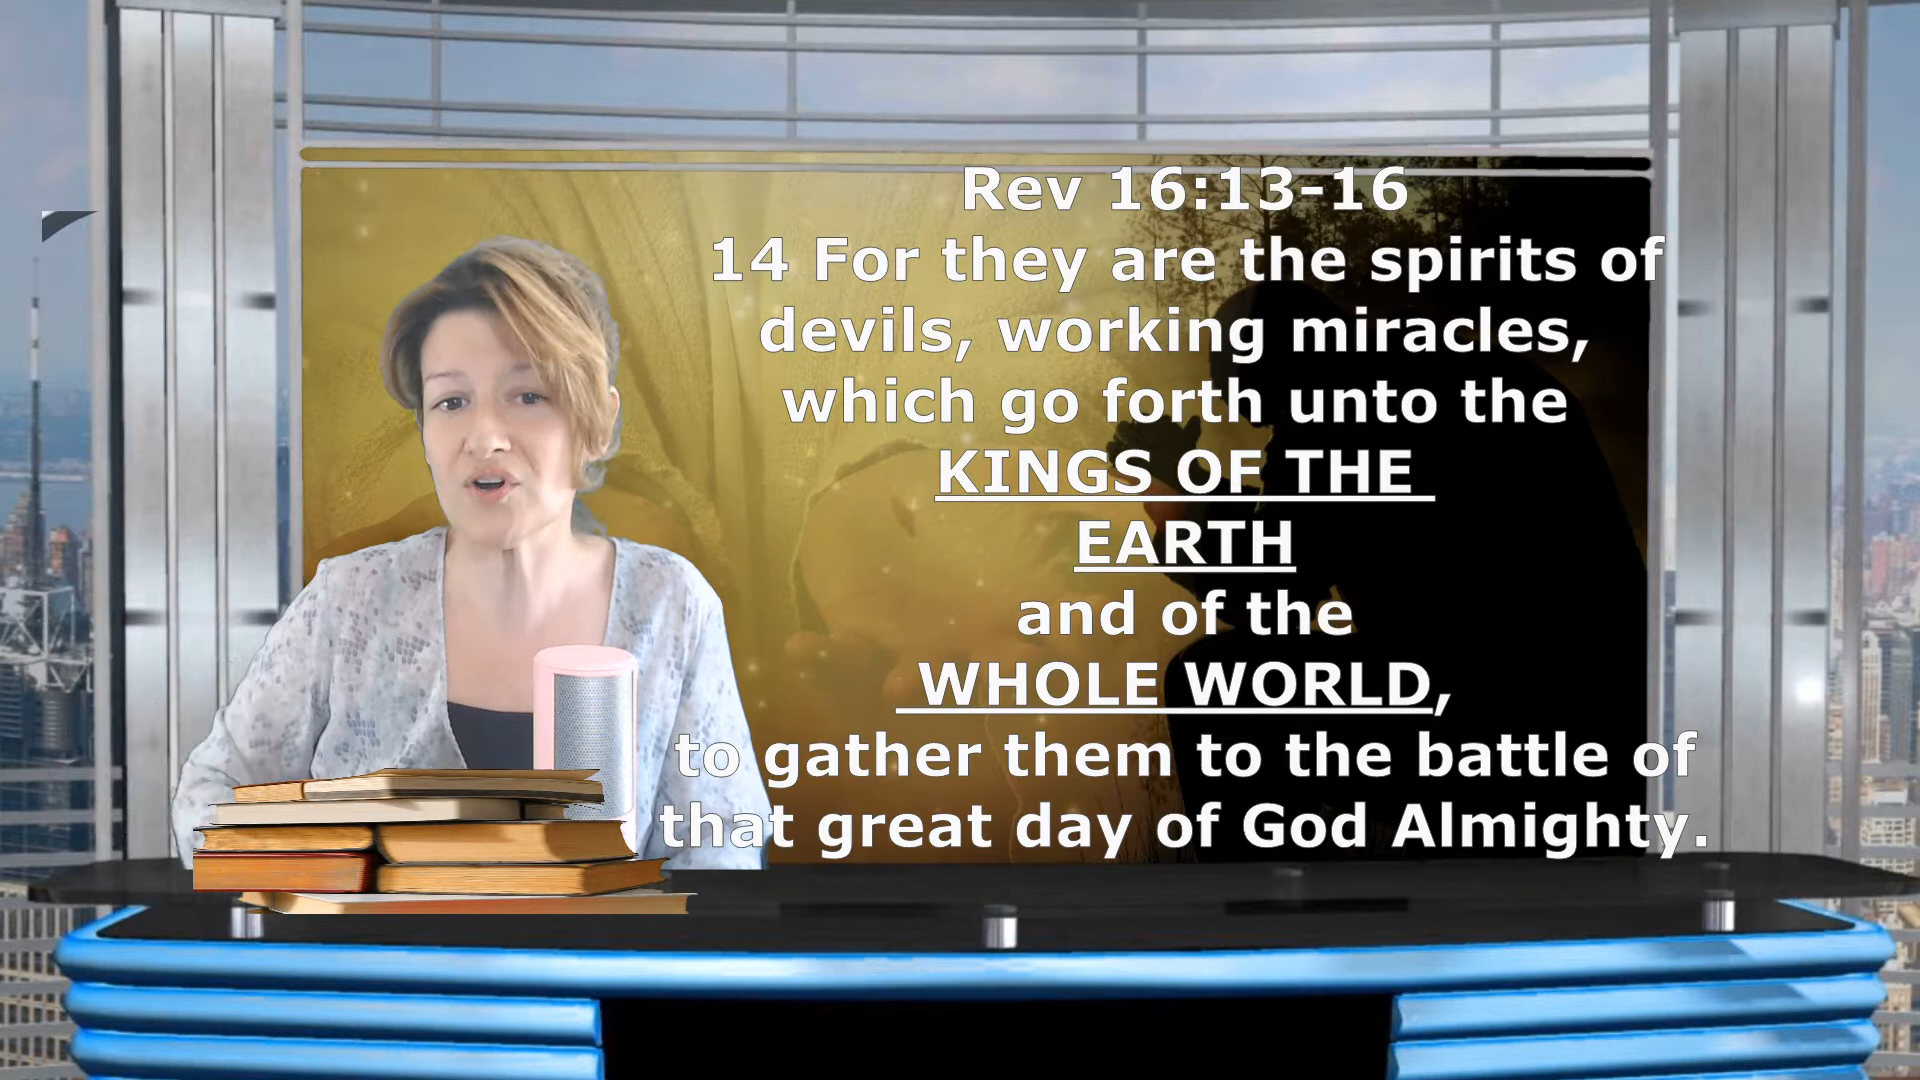 Rev 16:13-16
14 For they are the spirits of
devils, working miracles,
which go forth unto the
KINGS OF THE
EARTH
and of the
WHOLE WORLD,
to gather them to the battle of
that great day of God Almighty.